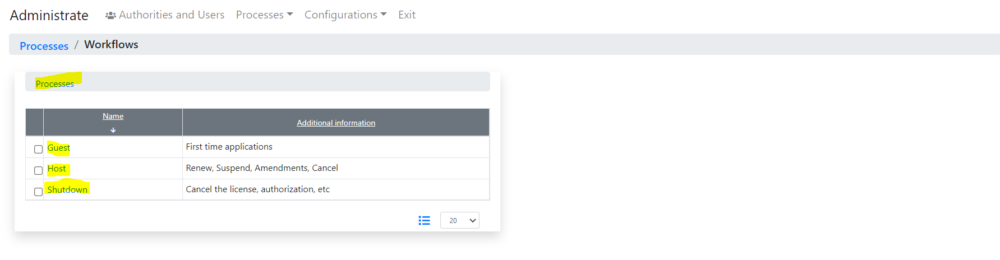 Administrate Authorities and Users Processes Configurations Exit
Processes / Workflows
Processes
Name Additional information
Guest First time applications
Host Renew, Suspend, Amendments, Cancel
Shutdown Cancel the license, authorization, etc
20